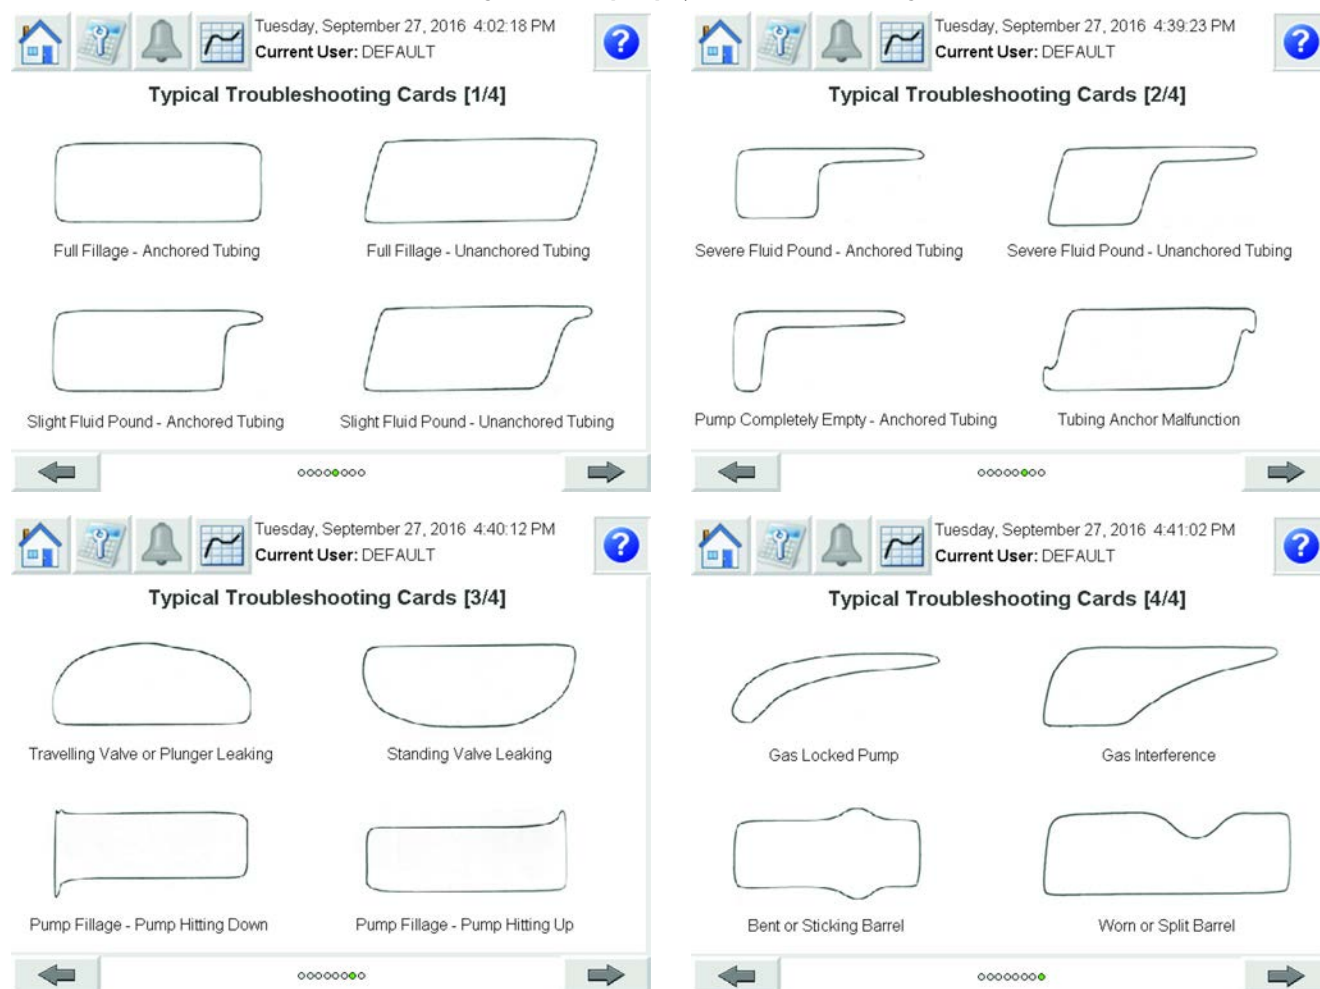 Tuesday, September 27, 2016 4:02:18 PM
Current User: DEFAULT
?
Typical Troubleshooting Cards [1/4]
Full Fillage - Anchored Tubing
Full Fillage - Unanchored Tubing
Slight Fluid Pound - Anchored Tubing
Slight Fluid Pound - Unanchored Tubing
Tuesday, September 27, 2016 4:39:23 PM
Current User: DEFAULT
?
Typical Troubleshooting Cards [2/4]
Severe Fluid Pound - Anchored Tubing
Severe Fluid Pound - Unanchored Tubing
Pump Completely Empty - Anchored Tubing
Tubing Anchor Malfunction
Tuesday, September 27, 2016 4:40:12 PM
Current User: DEFAULT
?
Typical Troubleshooting Cards [3/4]
Travelling Valve or Plunger Leaking
Standing Valve Leaking
Pump Fillage - Pump Hitting Down
Pump Fillage - Pump Hitting Up
Tuesday, September 27, 2016 4:41:02 PM
Current User: DEFAULT
?
Typical Troubleshooting Cards [4/4]
Gas Locked Pump
Gas Interference
Bent or Sticking Barrel
Worn or Split Barrel